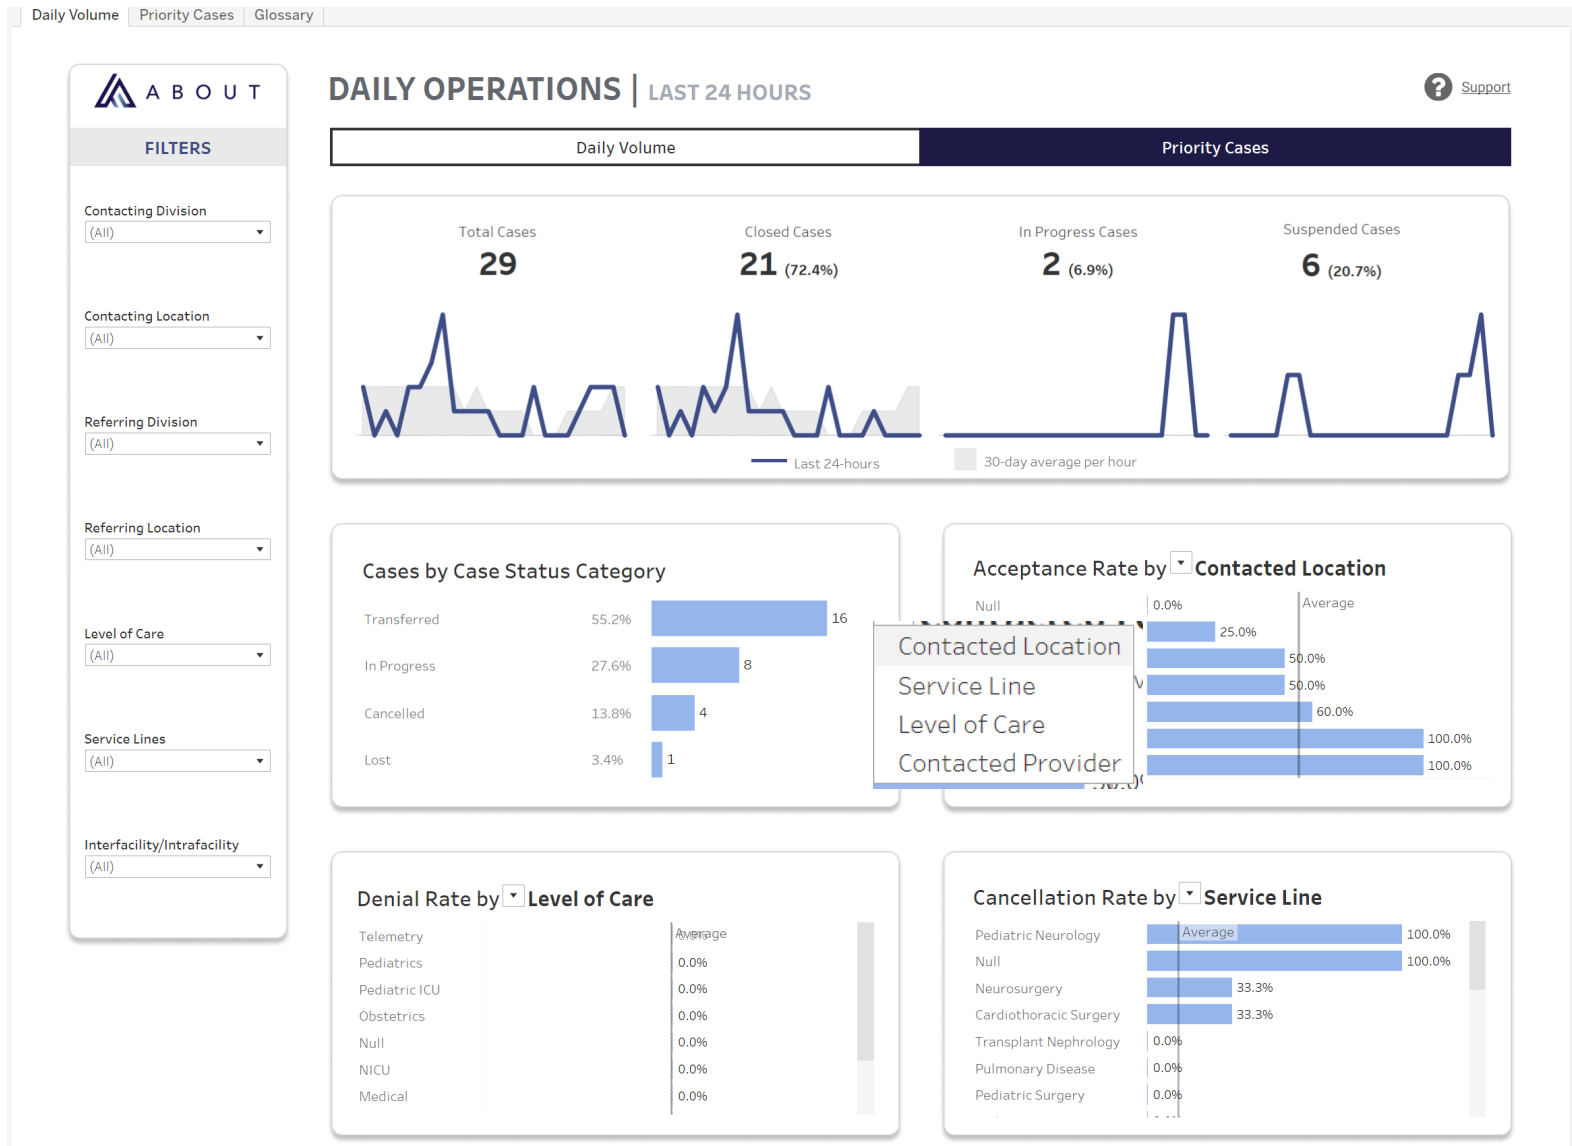 Daily Volume Priority Cases Glossary
ABOUT
FILTERS
Contacting Division
(All)
Contacting Location
(All)
Referring Division
(All)
Referring Location
(All)
Level of Care
(All)
Service Lines
(All)
Interfacility/Intrafacility
(All)
DAILY OPERATIONS | LAST 24 HOURS
? Support
Daily Volume Priority Cases
Total Cases
29
Closed Cases
21 (72.4%)
In Progress Cases
2 (6.9%)
Suspended Cases
6 (20.7%)
Last 24-hours 30-day average per hour
Cases by Case Status Category
Transferred 55.2% 16
In Progress 27.6% 8
Cancelled 13.8% 4
Lost 3.4% 1
Acceptance Rate by Contacted Location
Average
Null 0.0%
25.0%
50.0%
50.0%
60.0%
100.0%
100.0%
Contacted Location
Service Line
Level of Care
Contacted Provider
Denial Rate by Level of Care
Average
Telemetry 0.0%
Pediatrics 0.0%
Pediatric ICU 0.0%
Obstetrics 0.0%
Null 0.0%
NICU 0.0%
Medical 0.0%
Cancellation Rate by Service Line
Average
Pediatric Neurology 100.0%
Null 100.0%
Neurosurgery 33.3%
Cardiothoracic Surgery 33.3%
Transplant Nephrology 0.0%
Pulmonary Disease 0.0%
Pediatric Surgery 0.0%